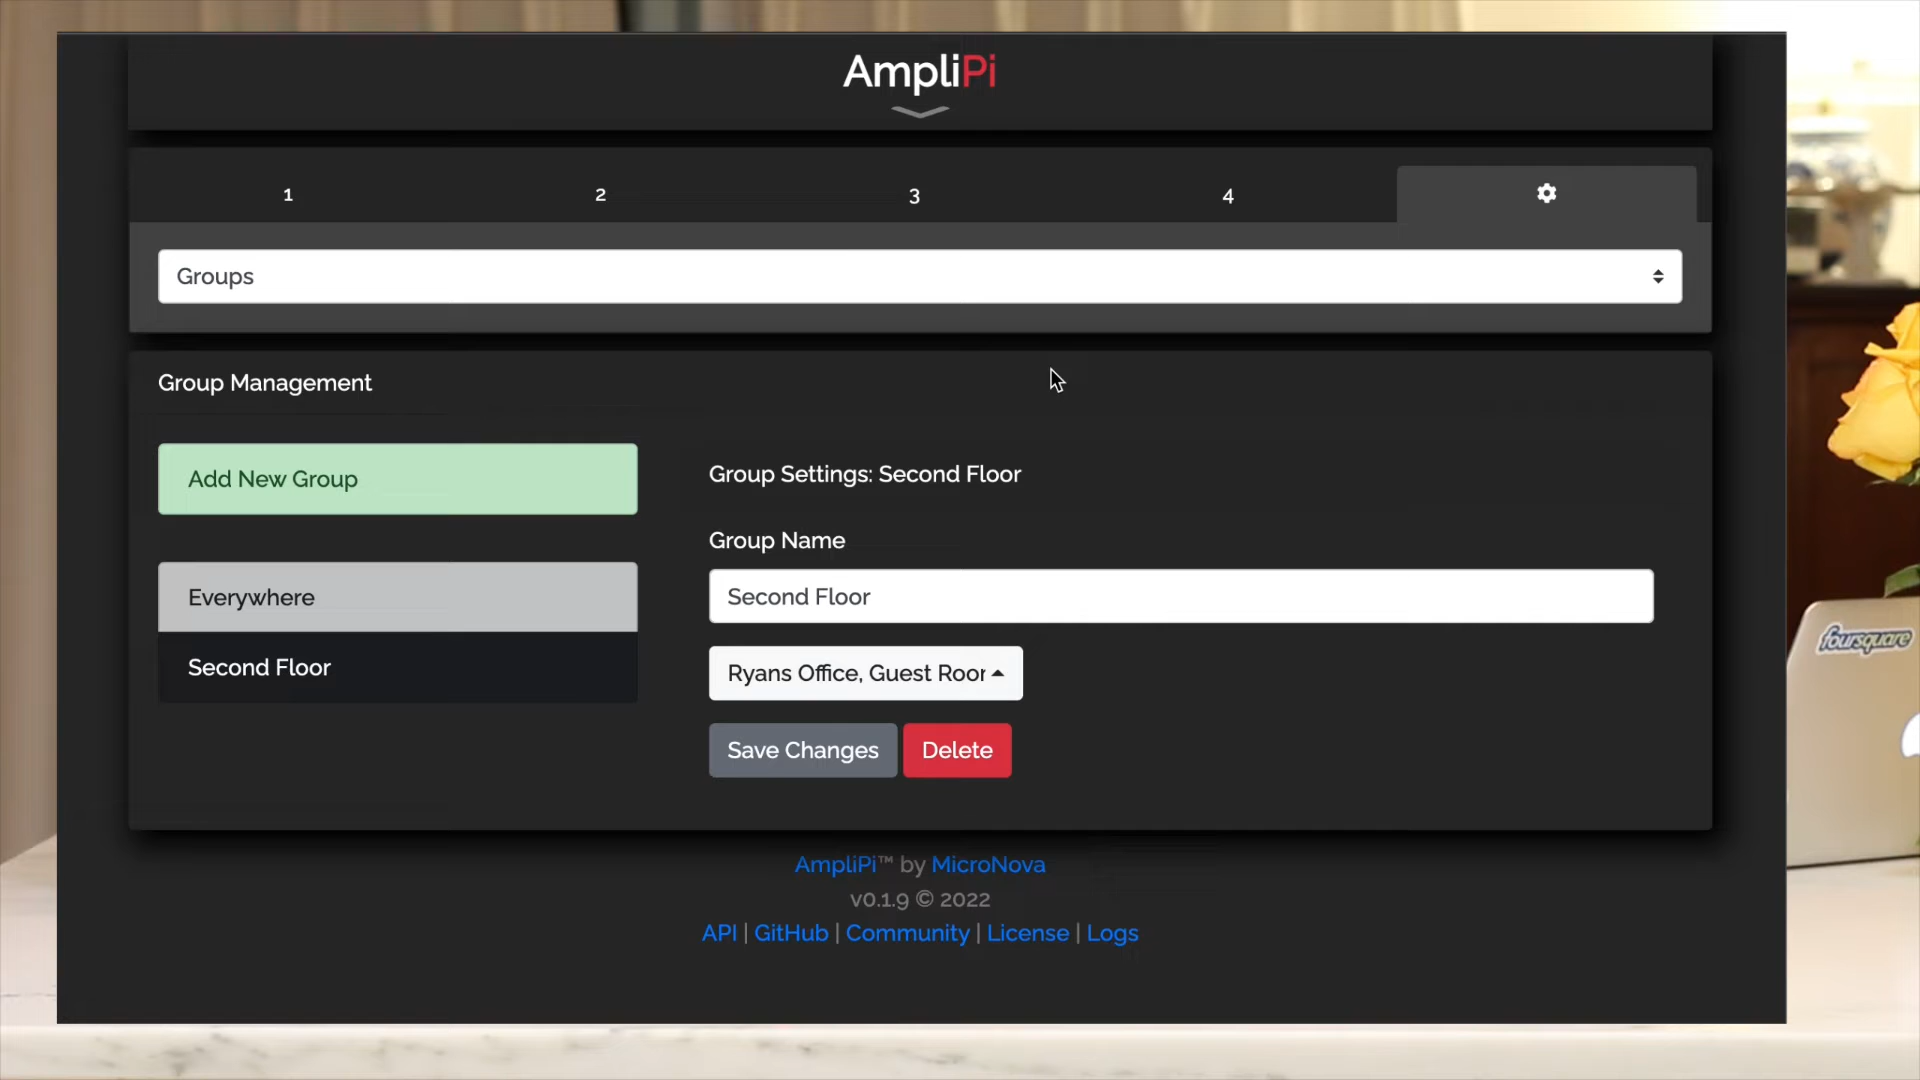 AmpliPi
1 2 3 4
Groups
Group Management
Add New Group
Everywhere
Second Floor
Group Settings: Second Floor
Group Name
Second Floor
Ryans Office, Guest Roor
Save Changes Delete
AmpliPi™ by MicroNova
v0.1.9 © 2022
API | GitHub | Community | License | Logs
foursquare